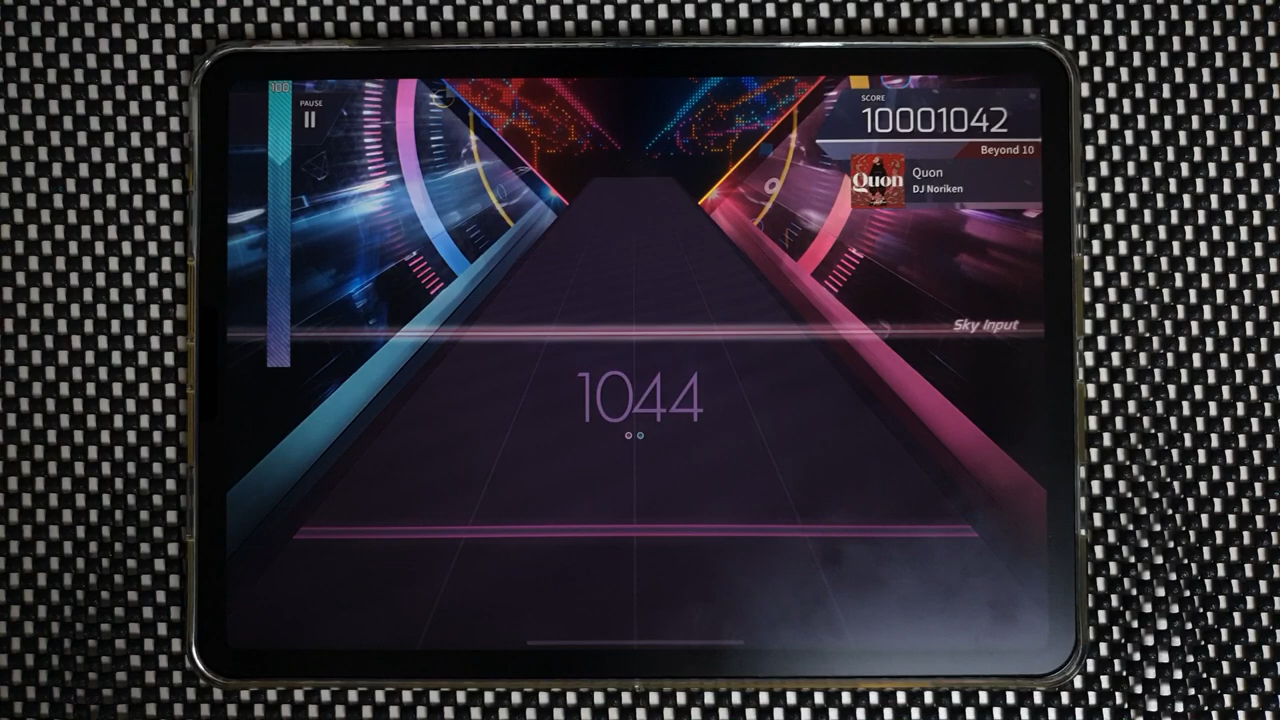 100
PAUSE
SCORE
10001042
Beyond 10
Quon
Quon
DJ Noriken
Sky Input
1044